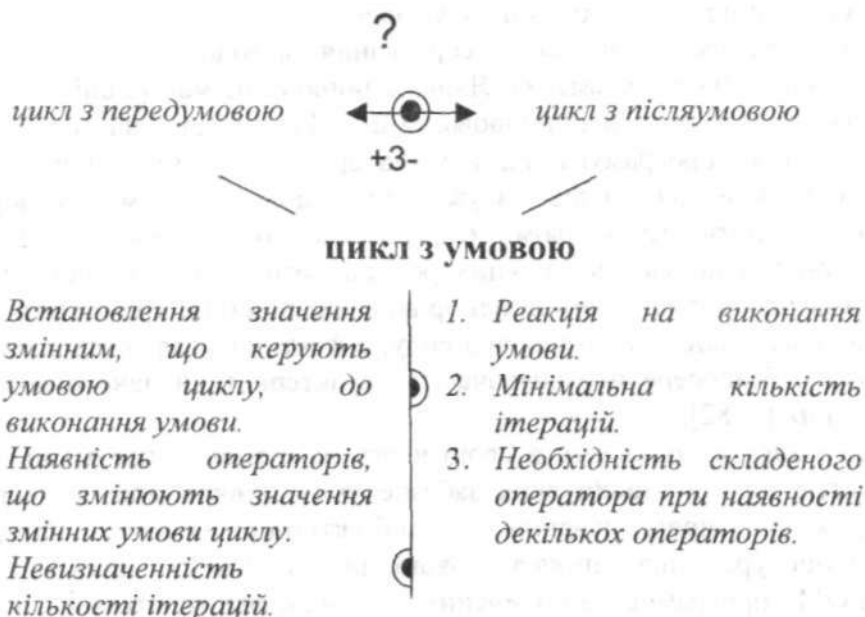 ?
цикл з передумовою
цикл з післяумовою
+3-
цикл з умовою
Встановлення значення
змінним, що керують
умовою циклу, до
виконання умови.
Наявність операторів,
що змінюють значення
змінних умови циклу.
Невизначенність
кількості ітерацій.
1. Реакція на виконання
умови.
2. Мінімальна кількість
ітерацій.
3. Необхідність складеного
оператора при наявності
декількох операторів.